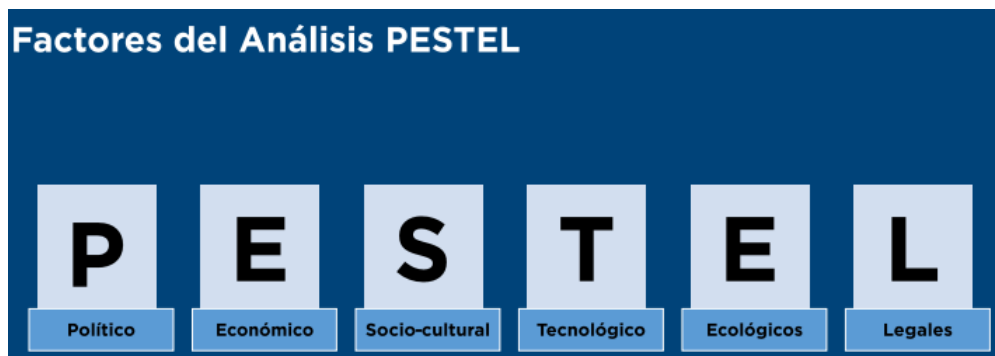 Factores del Análisis PESTEL
P E S T E L
Político Económico Socio-cultural Tecnológico Ecológicos Legales